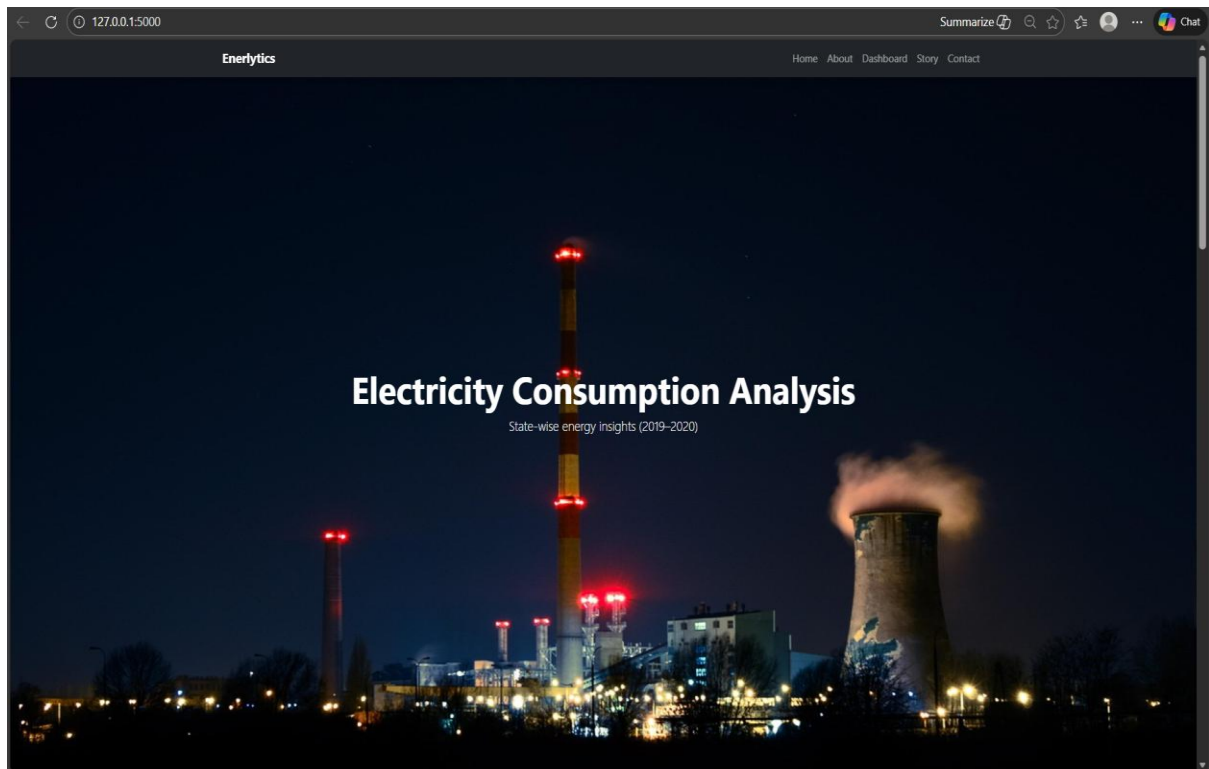 127.0.0.1:5000
Summarize
Chat
Enerlytics
Home About Dashboard Story Contact
Electricity Consumption Analysis
State-wise energy insights (2019–2020)